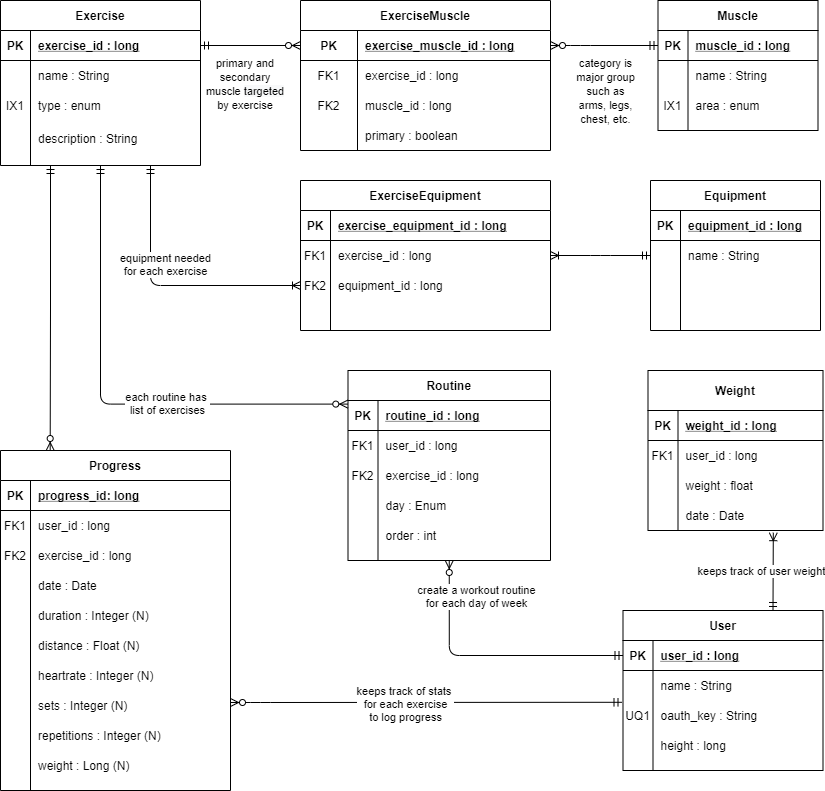 Exercise
PK exercise_id : long
name : String
IX1 type : enum
description : String
primary and
secondary
muscle targeted
by exercise
ExerciseMuscle
PK exercise_muscle_id : long
FK1 exercise_id : long
FK2 muscle_id : long
primary : boolean
category is
major group
such as
arms, legs,
chest, etc.
Muscle
PK muscle_id : long
name : String
IX1 area : enum
equipment needed
for each exercise
ExerciseEquipment
PK exercise_equipment_id : long
FK1 exercise_id : long
FK2 equipment_id : long
Equipment
PK equipment_id : long
name : String
each routine has
list of exercises
Routine
PK routine_id : long
FK1 user_id : long
FK2 exercise_id : long
day : Enum
order : int
Weight
PK weight_id : long
FK1 user_id : long
weight : float
date : Date
Progress
PK progress_id: long
FK1 user_id : long
FK2 exercise_id : long
date : Date
duration : Integer (N)
distance : Float (N)
heartrate : Integer (N)
sets : Integer (N)
repetitions : Integer (N)
weight : Long (N)
create a workout routine
for each day of week
keeps track of user weight
keeps track of stats
for each exercise
to log progress
User
PK user_id : long
name : String
UQ1 oauth_key : String
height : long